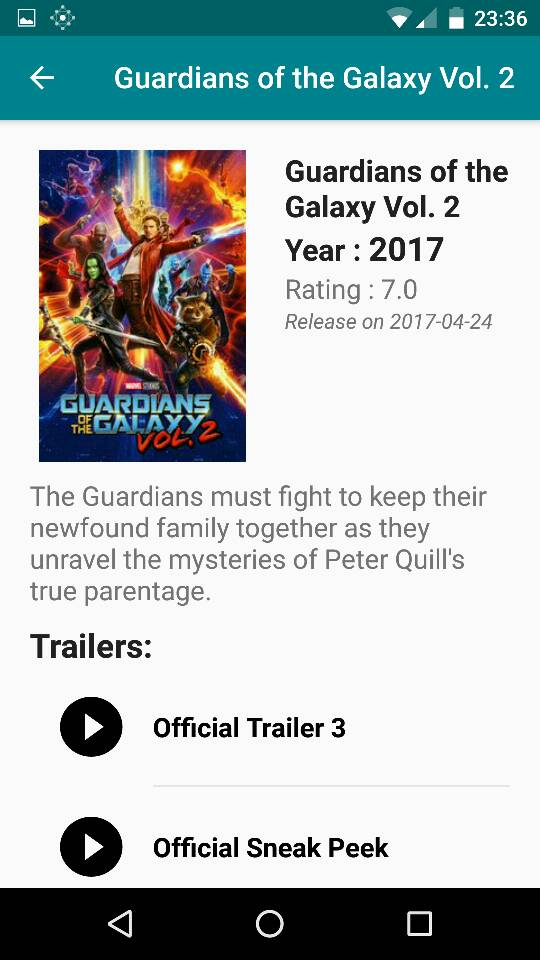 23:36
Guardians of the Galaxy Vol. 2
MARVEL STUDIOS
GUARDIANS
OF THE GALAXY
VOL. 2
Guardians of the
Galaxy Vol. 2
Year : 2017
Rating : 7.0
Release on 2017-04-24
The Guardians must fight to keep their
newfound family together as they
unravel the mysteries of Peter Quill's
true parentage.
Trailers:
Official Trailer 3
Official Sneak Peek